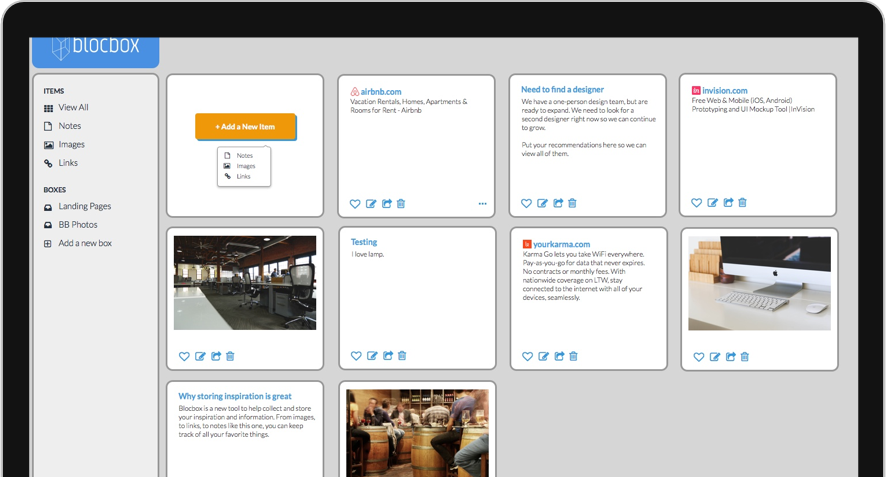 blocbox
ITEMS
View All
Notes
Images
Links
BOXES
Landing Pages
BB Photos
Add a new box
+ Add a New Item
Notes
Images
Links
airbnb.com
Vacation Rentals, Homes, Apartments &
Rooms for Rent - Airbnb
Need to find a designer
We have a one-person design team, but are
ready to expand. We need to look for a
second designer right now so we can continue
to grow.
Put your recommendations here so we can
view all of them.
in invision.com
Free Web & Mobile (iOS, Android)
Prototyping and UI Mockup Tool |InVision
Testing
I love lamp.
yourkarma.com
Karma Go lets you take WiFi everywhere.
Pay-as-you-go for data that never expires.
No contracts or monthly fees. With
nationwide coverage on LTW, stay
connected to the internet with all of your
devices, seamlessly.
Why storing inspiration is great
Blocbox is a new tool to help collect and store
your inspiration and information. From images,
to links, to notes like this one, you can keep
track of all your favorite things.